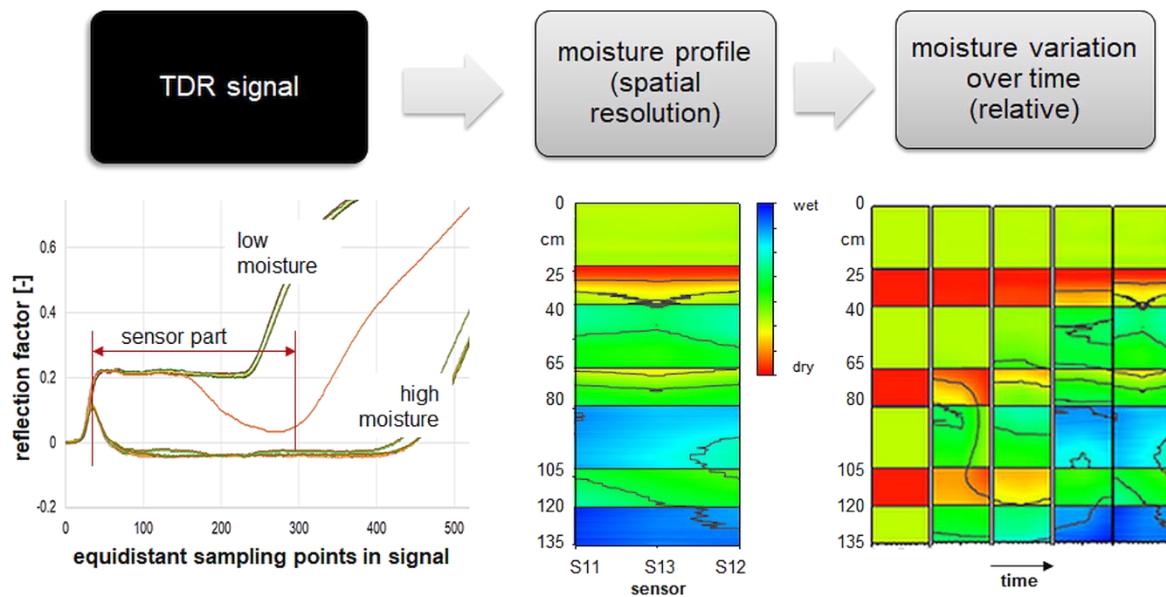 TDR signal
moisture profile
(spatial
resolution)
moisture variation
over time
(relative)
reflection factor [-]
0.6
0.4
0.2
0
-0.2
low
moisture
sensor part
high
moisture
0 100 200 300 400 500
equidistant sampling points in signal
0
cm
25
40
65
80
105
120
135
S11 S13 S12
sensor
wet
dry
0
cm
25
40
65
80
105
120
135
time